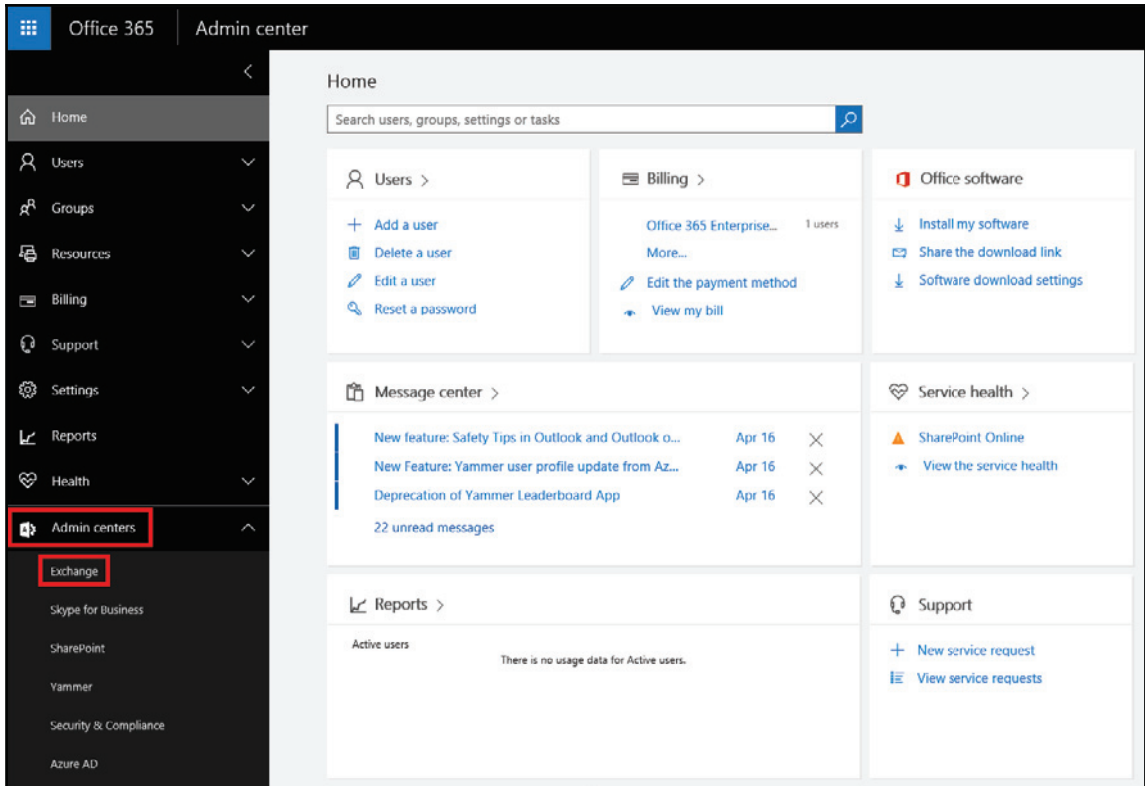 Office 365
Admin center
Home
Users
Groups
Resources
Billing
Support
Settings
Reports
Health
Admin centers
Exchange
Skype for Business
SharePoint
Yammer
Security & Compliance
Azure AD
Home
Search users, groups, settings or tasks
Users >
Add a user
Delete a user
Edit a user
Reset a password
Billing >
Office 365 Enterprise... 1 users
More...
Edit the payment method
View my bill
Office software
Install my software
Share the download link
Software download settings
Message center >
New feature: Safety Tips in Outlook and Outlook o... Apr 16
New Feature: Yammer user profile update from Az... Apr 16
Deprecation of Yammer Leaderboard App Apr 16
22 unread messages
Service health >
SharePoint Online
View the service health
Reports >
Active users
There is no usage data for Active users.
Support
New service request
View service requests